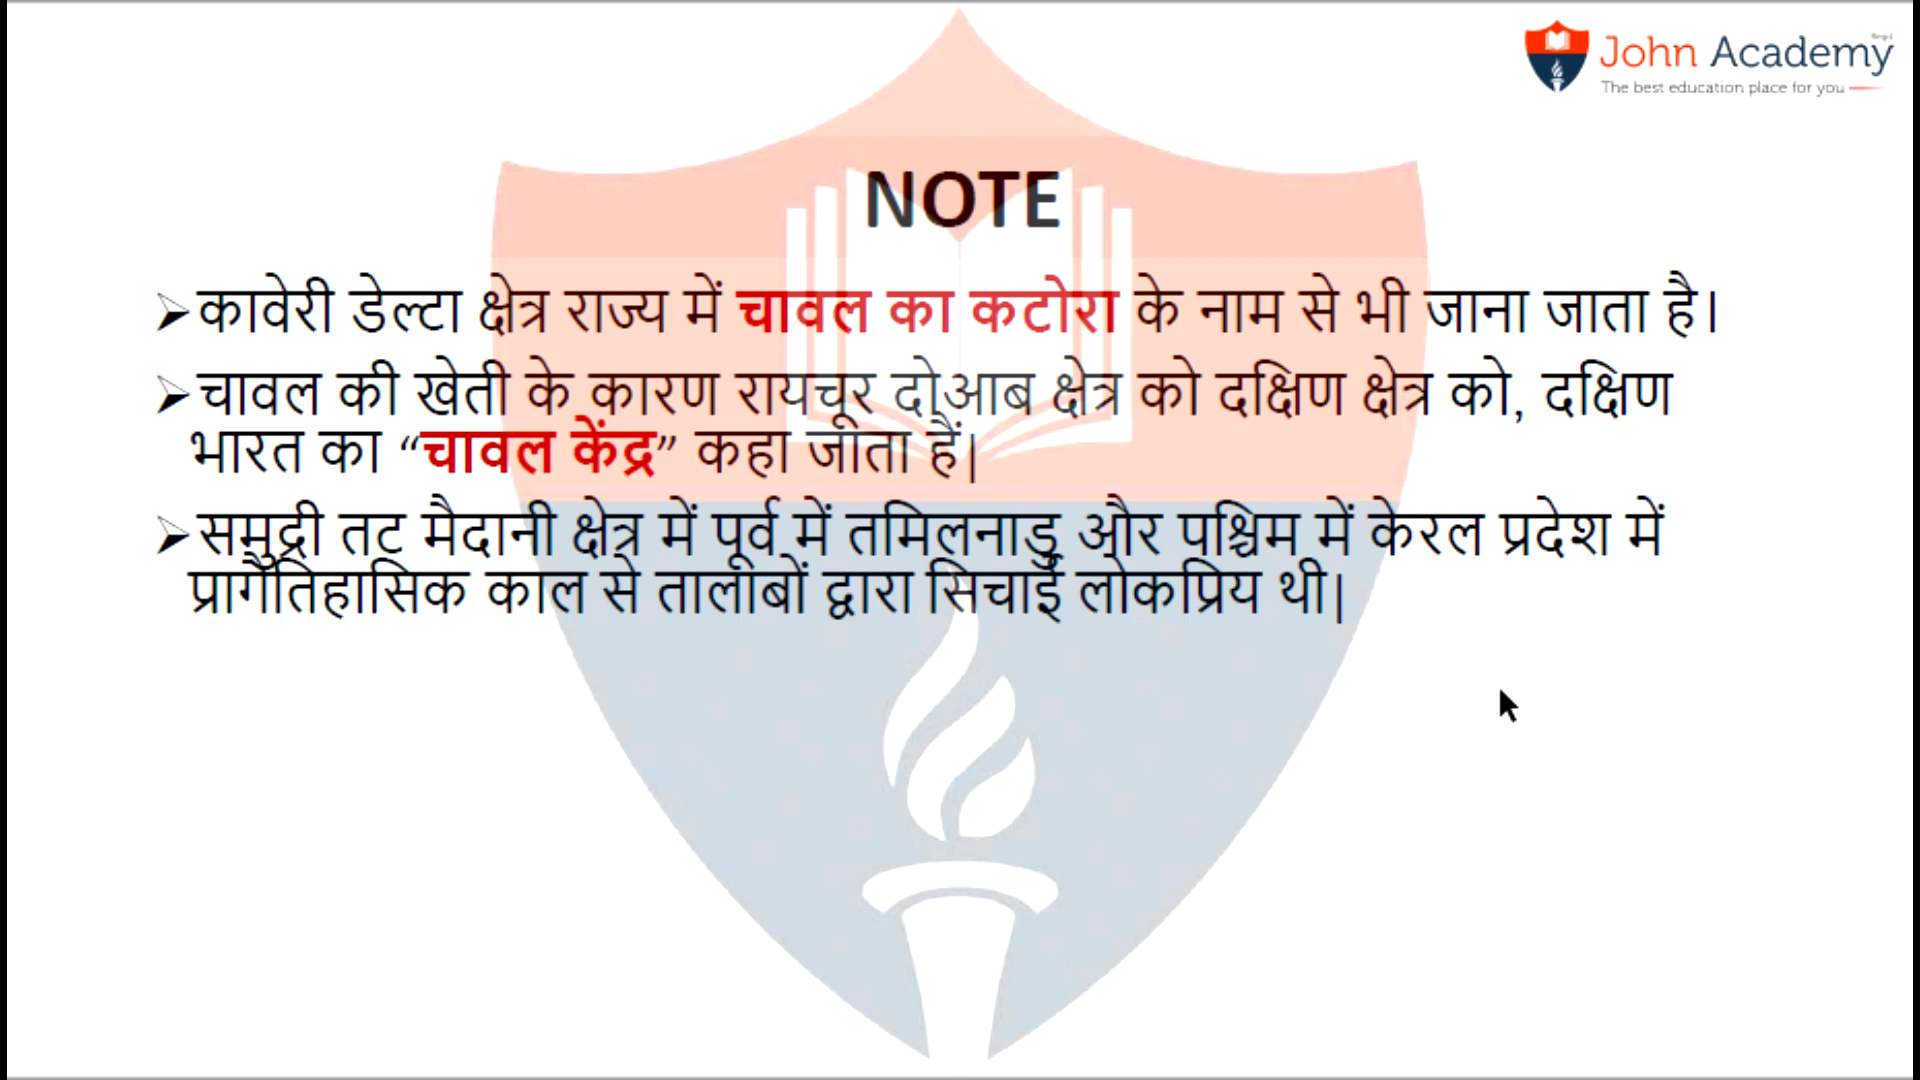 John Academy
The best education place for you
NOTE
➢कावेरी डेल्टा क्षेत्र राज्य में चावल का कटोरा के नाम से भी जाना जाता है।
➢चावल की खेती के कारण रायचूर दोआब क्षेत्र को दक्षिण क्षेत्र को, दक्षिण
भारत का “चावल केंद्र” कहा जाता हैं|
➢समुद्री तट मैदानी क्षेत्र में पूर्व में तमिलनाडु और पश्चिम में केरल प्रदेश में
प्रागैतिहासिक काल से तालाबों द्वारा सिचाई लोकप्रिय थी|